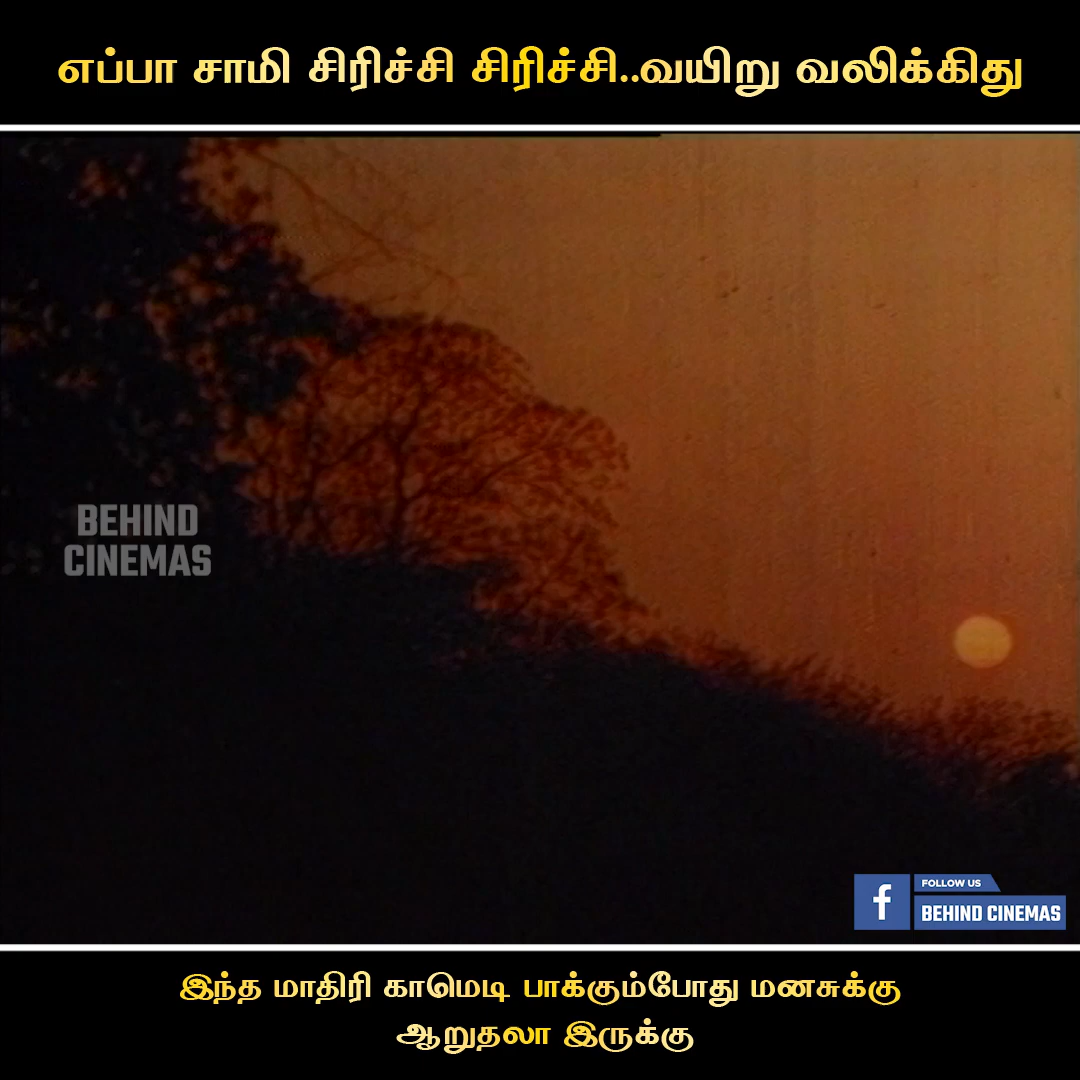 எப்பா சாமி சிரிச்சி சிரிச்சி..வயிறு வலிக்கிது
BEHIND
CINEMAS
FOLLOW US
BEHIND CINEMAS
இந்த மாதிரி காமெடி பாக்கும்போது மனசுக்கு
ஆறுதலா இருக்கு